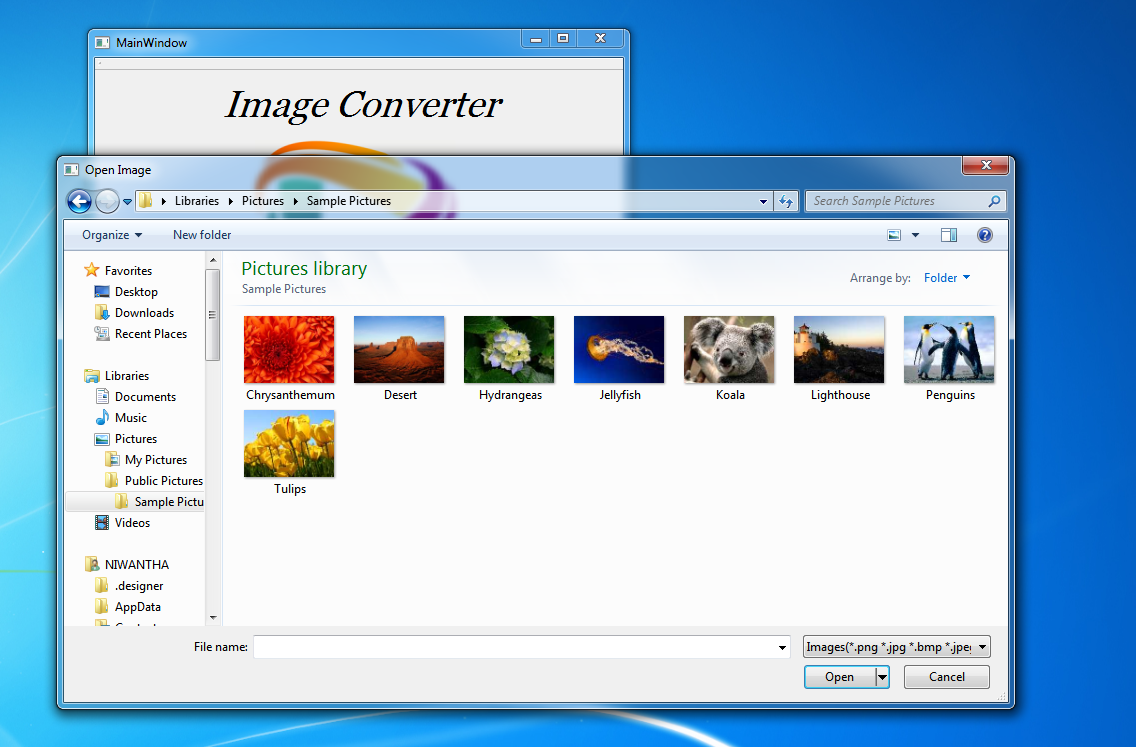 MainWindow
Image Converter
Open Image
Libraries Pictures Sample Pictures
Search Sample Pictures
Organize New folder
Favorites
Desktop
Downloads
Recent Places
Libraries
Documents
Music
Pictures
My Pictures
Public Pictures
Sample Pictu
Videos
NIWANTHA
.designer
AppData
Pictures library
Sample Pictures
Arrange by: Folder
Chrysanthemum Desert Hydrangeas Jellyfish Koala Lighthouse Penguins
Tulips
File name:
Images(*.png *.jpg *.bmp *.jpe
Open Cancel